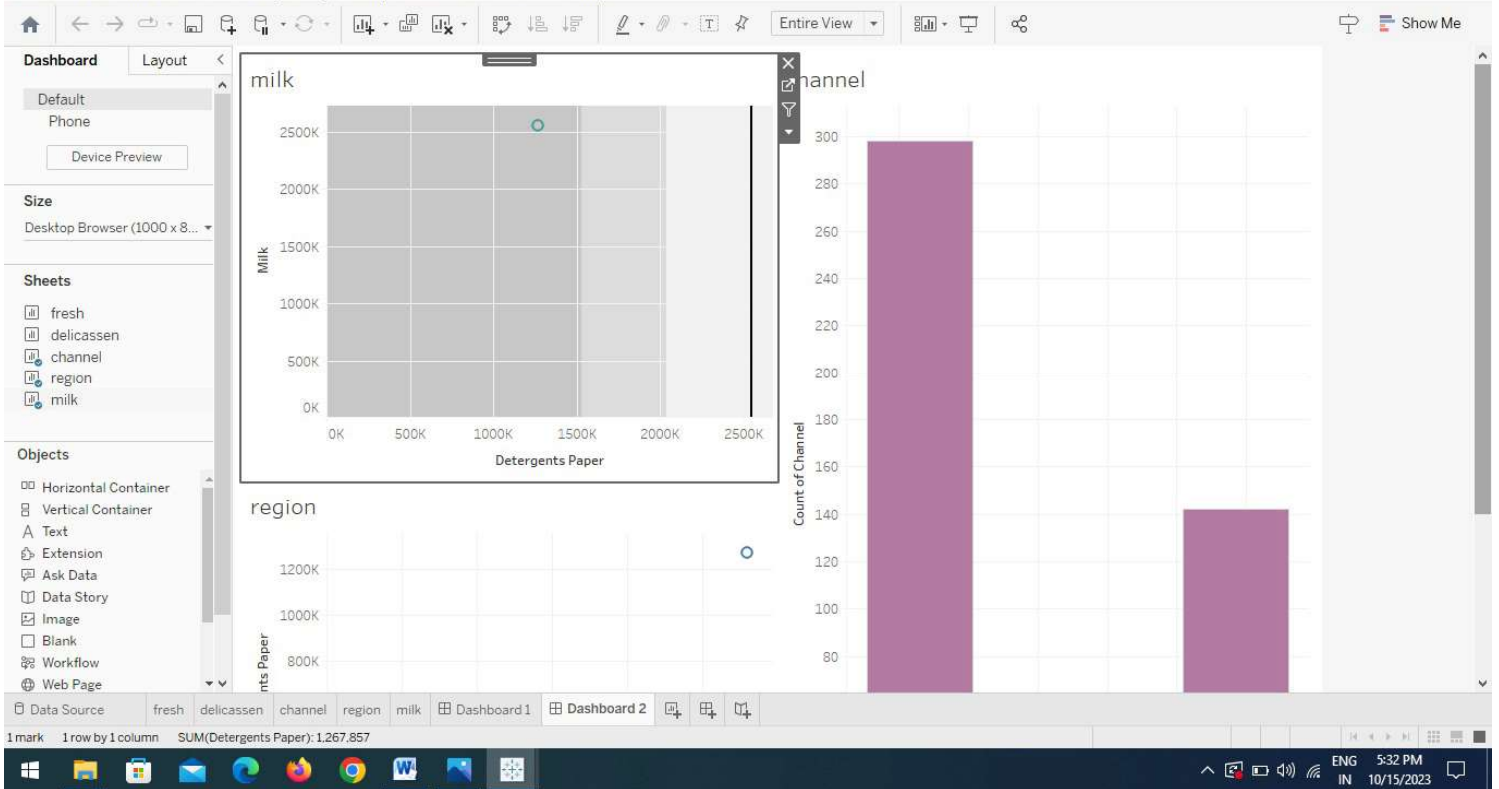 Entire View
Show Me
Dashboard
Layout
Default
Phone
Device Preview
Size
Desktop Browser (1000 x 8...
Sheets
fresh
delicassen
channel
region
milk
Objects
Horizontal Container
Vertical Container
A Text
Extension
Ask Data
Data Story
Image
Blank
Workflow
Web Page
milk
2500K
2000K
1500K
1000K
500K
0K
Milk
0K 500K 1000K 1500K 2000K 2500K
Detergents Paper
region
1200K
1000K
800K
nts Paper
hannel
300
280
260
240
220
200
180
160
140
120
100
80
Count of Channel
Data Source fresh delicassen channel region milk Dashboard 1 Dashboard 2
1 mark 1 row by 1 column SUM(Detergents Paper): 1,267,857
ENG 5:32 PM
IN 10/15/2023